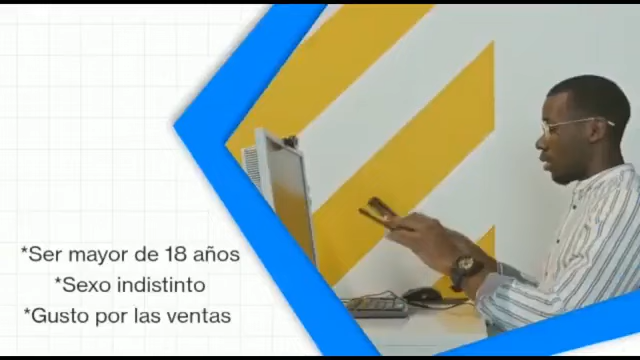 *Ser mayor de 18 años
*Sexo indistinto
*Gusto por las ventas